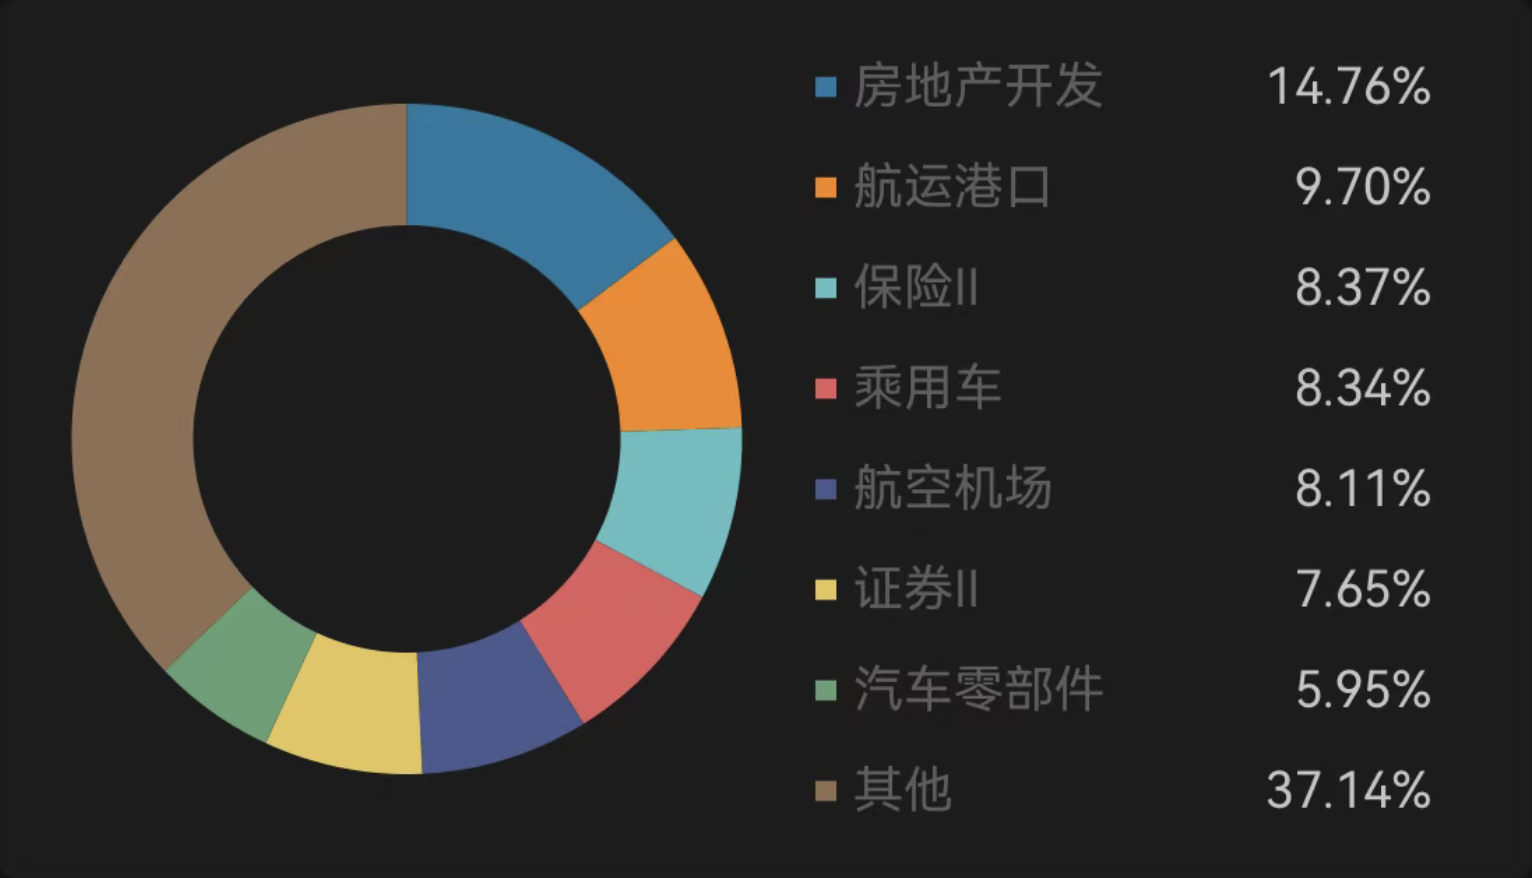 房地产开发 14.76%
航运港口 9.70%
保险II 8.37%
乘用车 8.34%
航空机场 8.11%
证券II 7.65%
汽车零部件 5.95%
其他 37.14%